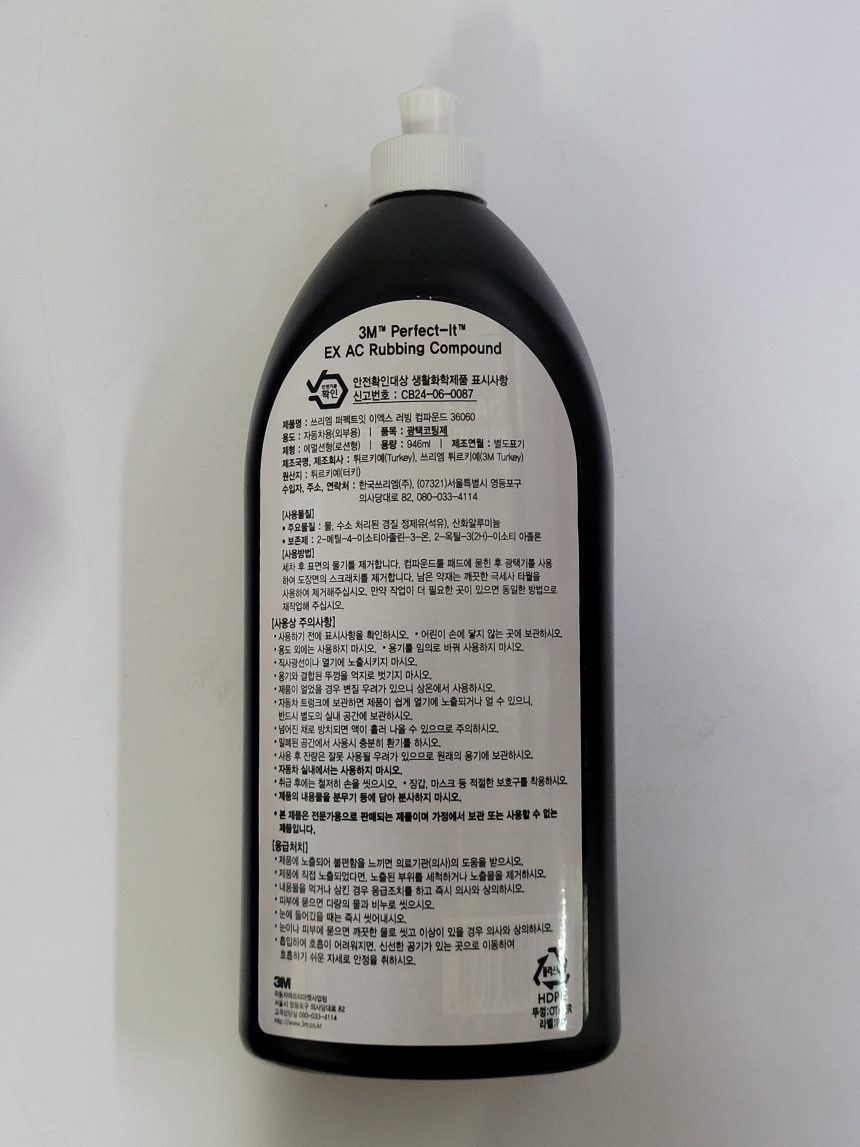 3M™ Perfect-It™
EX AC Rubbing Compound
안전기준
확인
안전확인대상 생활화학제품 표시사항
신고번호 : CB24-06-0087
제품명 : 쓰리엠 퍼펙트잇 이엑스 러빙 컴파운드 36060
용도 : 자동차용(외부용) | 품목 : 광택코팅제
제형 : 에멀션형(로션형) | 용량 : 946ml | 제조연월 : 별도표기
제조국명, 제조회사 : 튀르키예(Turkey), 쓰리엠 튀르키예(3M Turkey)
원산지 : 튀르키예(터키)
수입자, 주소, 연락처 : 한국쓰리엠(주), (07321)서울특별시 영등포구
의사당대로 82, 080-033-4114
[사용물질]
• 주요물질 : 물, 수소 처리된 경질 정제유(석유), 산화알루미늄
• 보존제 : 2-메틸-4-이소티아졸린-3-온, 2-옥틸-3(2H)-이소티 아졸론
[사용방법]
세차 후 표면의 물기를 제거합니다. 컴파운드를 패드에 묻힌 후 광택기를 사용
하여 도장면의 스크래치를 제거합니다. 남은 약재는 깨끗한 극세사 타월을
사용하여 제거해주십시오. 만약 작업이 더 필요한 곳이 있으면 동일한 방법으로
재작업해 주십시오.
[사용상 주의사항]
• 사용하기 전에 표시사항을 확인하시오. • 어린이 손에 닿지 않는 곳에 보관하시오.
• 용도 외에는 사용하지 마시오. • 용기를 임의로 바꿔 사용하지 마시오.
• 직사광선이나 열기에 노출시키지 마시오.
• 용기와 결합된 뚜껑을 억지로 벗기지 마시오.
• 제품이 얼었을 경우 변질 우려가 있으니 상온에서 사용하시오.
• 자동차 트렁크에 보관하면 제품이 쉽게 열기에 노출되거나 얼 수 있으니,
반드시 별도의 실내 공간에 보관하시오.
• 넘어진 채로 방치되면 액이 흘러 나올 수 있으므로 주의하시오.
• 밀폐된 공간에서 사용시 충분히 환기를 하시오.
• 사용 후 잔량은 잘못 사용될 우려가 있으므로 원래의 용기에 보관하시오.
• 자동차 실내에서는 사용하지 마시오.
• 취급 후에는 철저히 손을 씻으시오. • 장갑, 마스크 등 적절한 보호구를 착용하시오.
• 제품의 내용물을 분무기 등에 담아 분사하지 마시오.
• 본 제품은 전문가용으로 판매되는 제품이며 가정에서 보관 또는 사용할 수 없는
제품입니다.
[응급처치]
• 제품에 노출되어 불편함을 느끼면 의료기관(의사)의 도움을 받으시오.
• 제품에 직접 노출되었다면, 노출된 부위를 세척하거나 노출물을 제거하시오.
• 내용물을 먹거나 삼킨 경우 응급조치를 하고 즉시 의사와 상의하시오.
• 피부에 묻으면 다량의 물과 비누로 씻으시오.
• 눈에 들어갔을 때는 즉시 씻어내시오.
• 눈이나 피부에 묻으면 깨끗한 물로 씻고 이상이 있을 경우 의사와 상의하시오.
• 흡입하여 호흡이 어려워지면, 신선한 공기가 있는 곳으로 이동하여
호흡하기 쉬운 자세로 안정을 취하시오.
3M
자동차애프터마켓사업팀
서울시 영등포구 의사당대로 82
고객상담실 080-033-4114
http://www.3m.co.kr
HDPE
뚜껑:OTHER